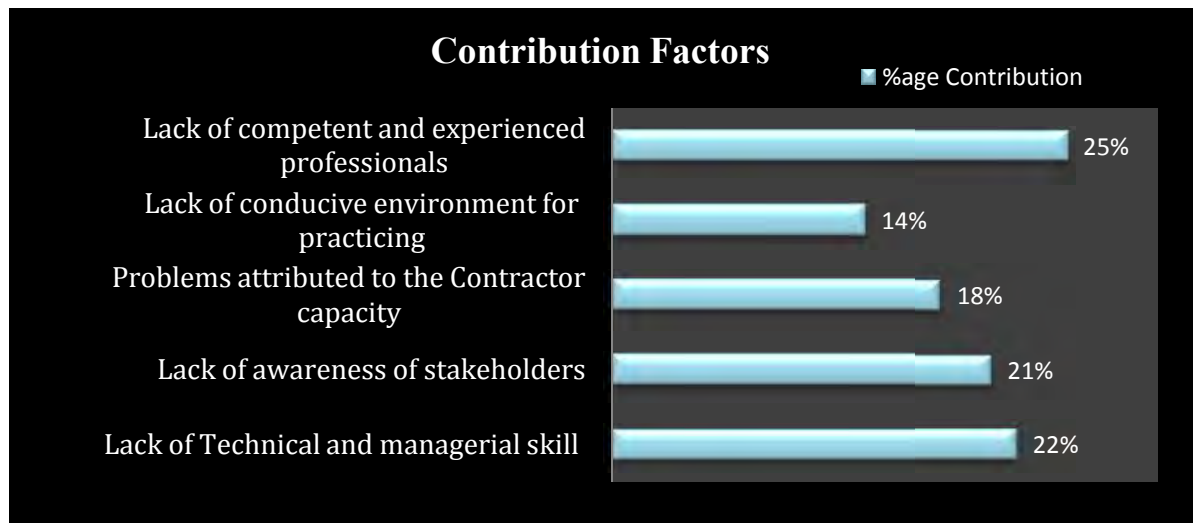 Contribution Factors
%age Contribution
Lack of competent and experienced
professionals
25%
Lack of conducive environment for
practicing
14%
Problems attributed to the Contractor
capacity
18%
Lack of awareness of stakeholders
21%
Lack of Technical and managerial skill
22%